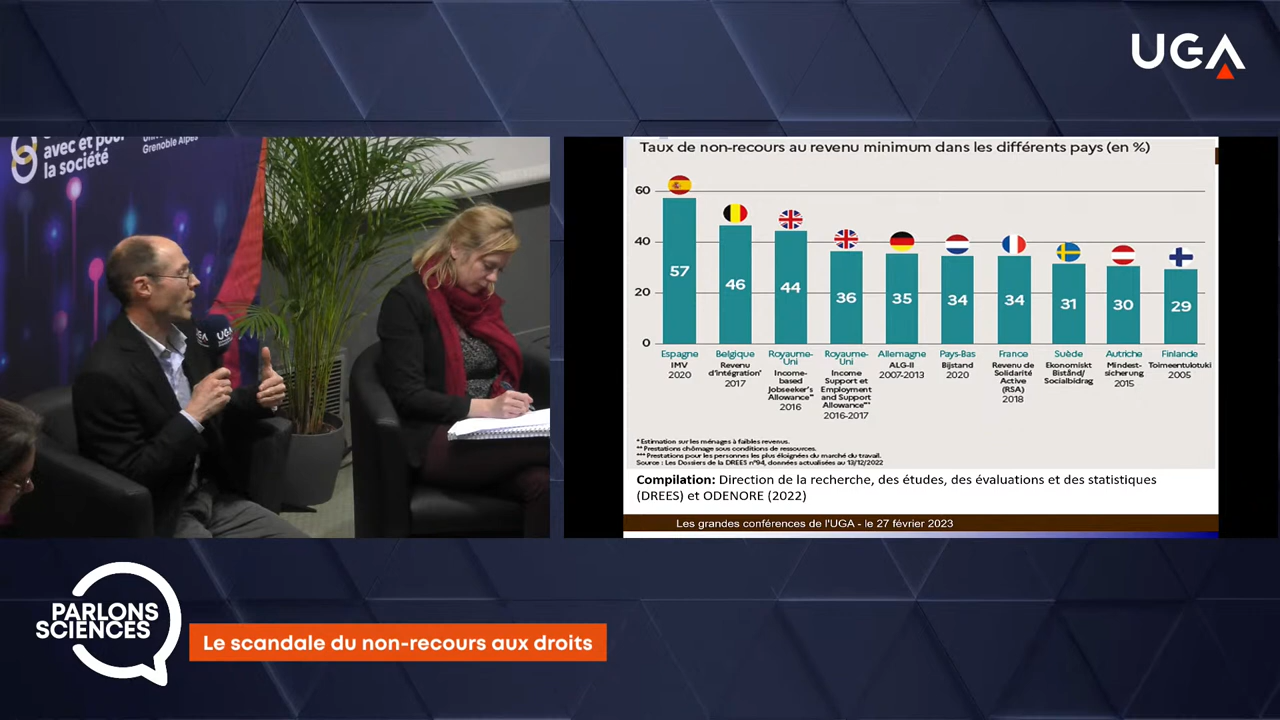 UGA
avec et pour
la société
Grenoble Alpes
UGA
UGA
Taux de non-recours au revenu minimum dans les différents pays (en %)
60
40
20
0
57
46
44
36
35
34
34
31
30
29
Espagne
IMV
2020
Belgique
Revenu
d'intégration*
2017
Royaume-
Uni
Income-
based
Jobseeker's
Allowance**
2016
Royaume-
Uni
Income
Support et
Employment
and Support
Allowance***
2016-2017
Allemagne
ALG-II
2007-2013
Pays-Bas
Bijstand
2020
France
Revenu de
Solidarité
Active
(RSA)
2018
Suède
Ekonomiskt
Bistånd/
Socialbidrag
Autriche
Mindest-
sicherung
2015
Finlande
Toimeentulotuki
2005
* Estimation sur les ménages à faibles revenus.
** Prestations chômage sous conditions de ressources.
*** Prestations pour les personnes les plus éloignées du marché du travail.
Source : Les Dossiers de la DREES n°94, données actualisées au 13/12/2022
Compilation: Direction de la recherche, des études, des évaluations et des statistiques
(DREES) et ODENORE (2022)
Les grandes conférences de l'UGA - le 27 février 2023
PARLONS
SCIENCES
Le scandale du non-recours aux droits